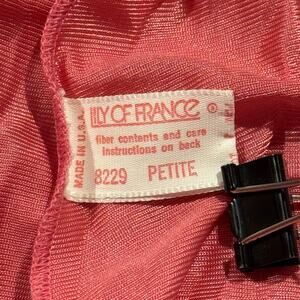 LILY OF FRANCE ®
fiber contents and care
instructions on back
8229 PETITE
MADE IN U.S.A.